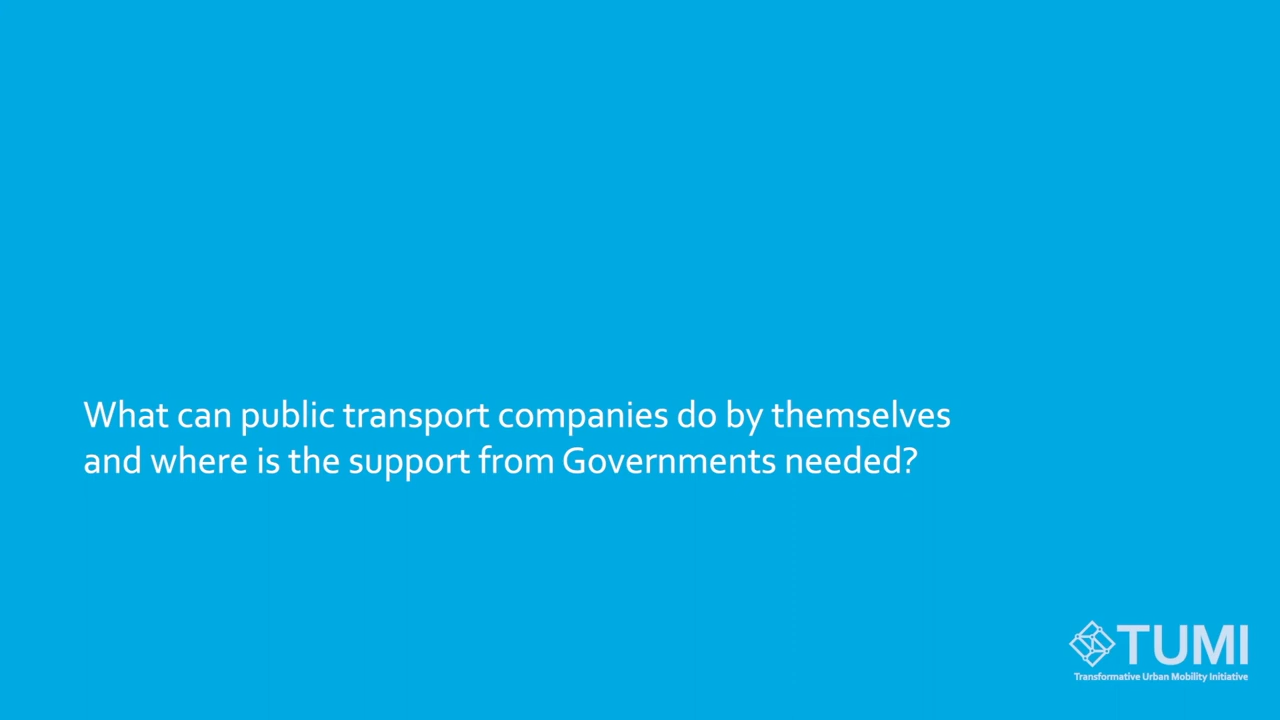 What can public transport companies do by themselves
and where is the support from Governments needed?
TUMI
Transformative Urban Mobility Initiative